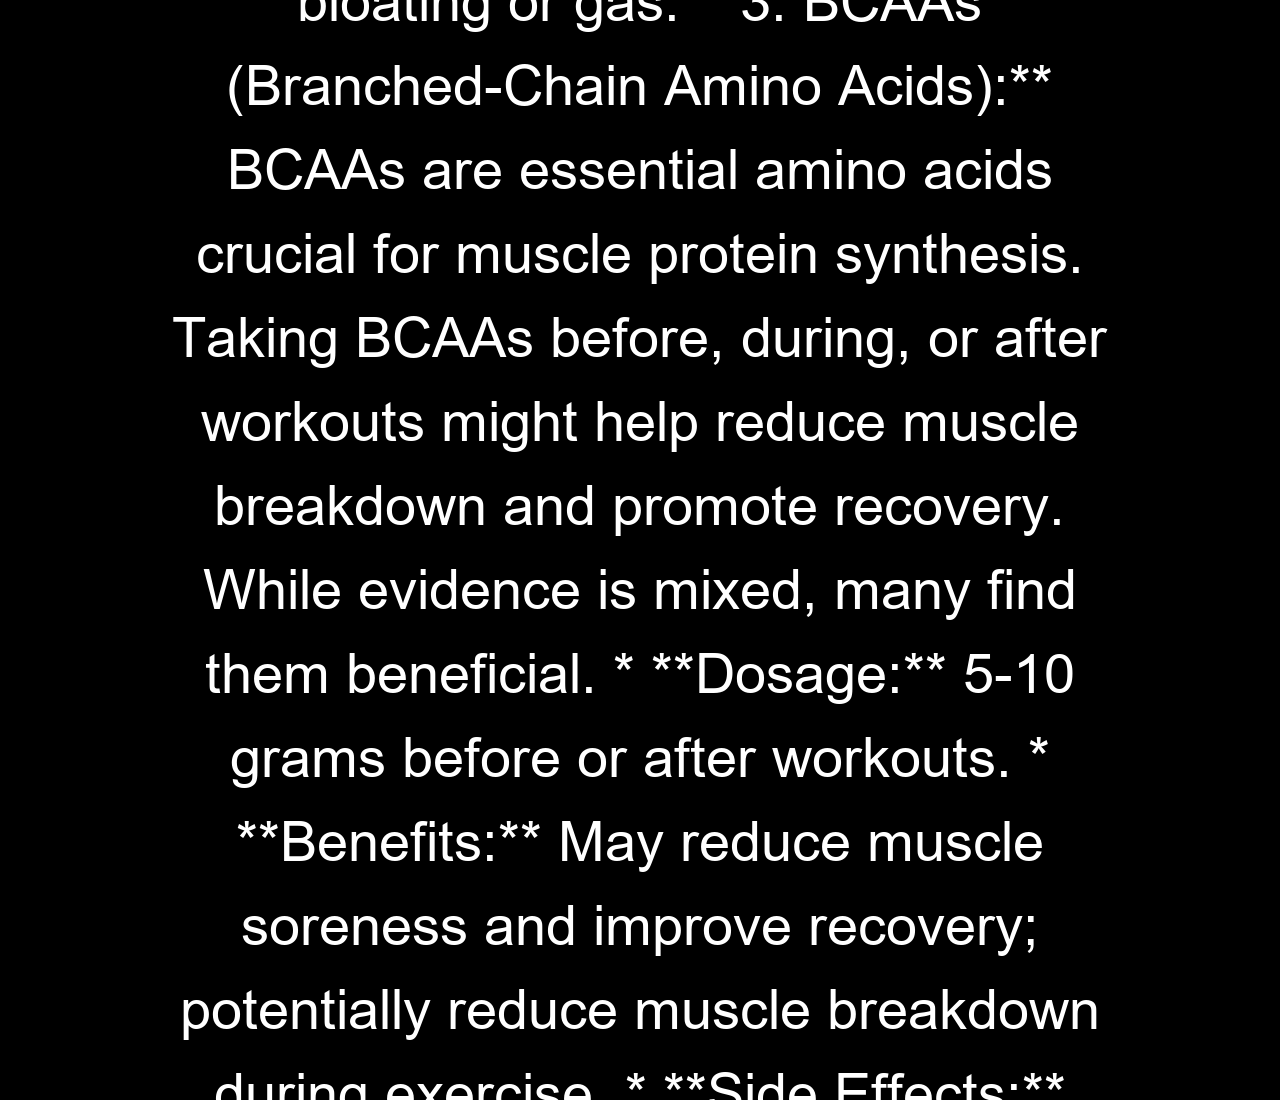 bloating or gas. 3. BCAAs
(Branched-Chain Amino Acids):**
BCAAs are essential amino acids
crucial for muscle protein synthesis.
Taking BCAAs before, during, or after
workouts might help reduce muscle
breakdown and promote recovery.
While evidence is mixed, many find
them beneficial. * **Dosage:** 5-10
grams before or after workouts. *
**Benefits:** May reduce muscle
soreness and improve recovery;
potentially reduce muscle breakdown
during exercise. * **Side Effects:**